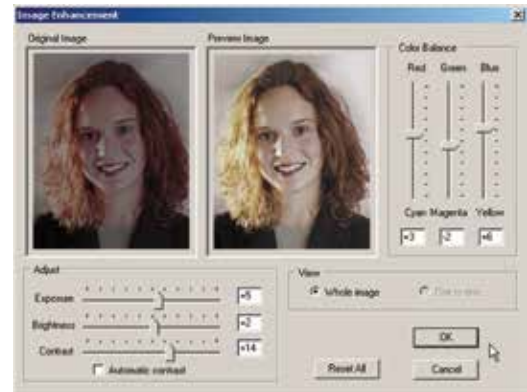 Image Enhancement
Original Image
Preview Image
Color Balance
Red Green Blue
Cyan Magenta Yellow
+3 -2 +6
Adjust
Exposure +5
Brightness +2
Contrast +14
Automatic contrast
View
Whole image
OK
Reset All
Cancel